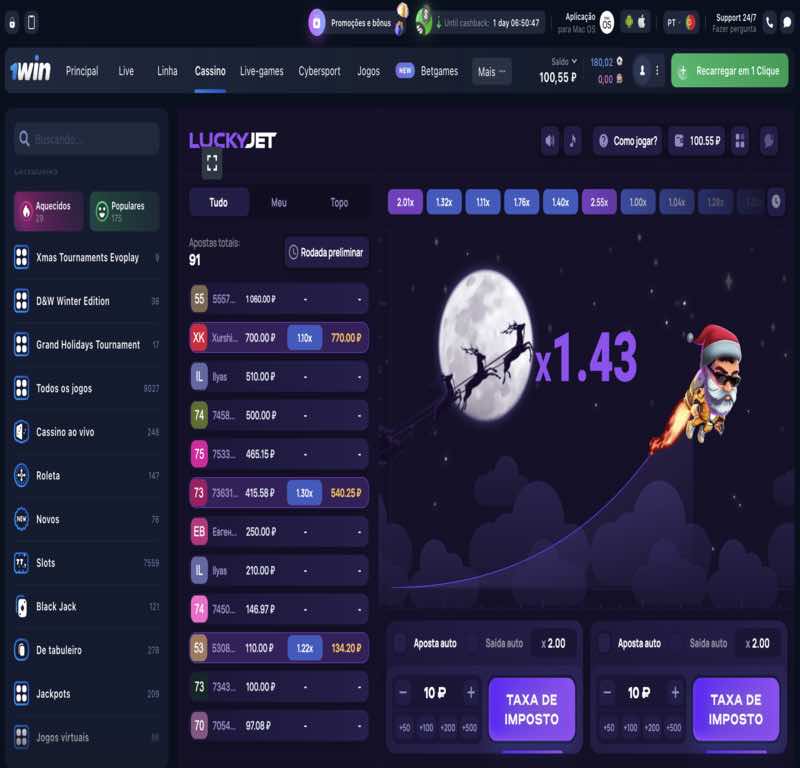 Promoções e bônus
Until cashback: 1 day 06:50:47
Aplicação
para Mac OS
OS
PT
Support 24/7
Fazer pergunta
1win
Principal
Live
Linha
Cassino
Live-games
Cybersport
Jogos
NEW
Betgames
Mais
Saldo
100,55 ₽
180,02
0,00
Recarregar em 1 Clique
Buscando...
CATEGORIAS
Aquecidos
29
Populares
175
Xmas Tournaments Evoplay 9
D&W Winter Edition 38
Grand Holidays Tournament 17
Todos os jogos 9027
Cassino ao vivo 248
Roleta 147
NEW Novos 76
Slots 7559
Black Jack 121
De tabuleiro 278
Jackpots 209
Jogos virtuais
LUCKYJET
Como jogar?
100.55 ₽
Tudo
Meu
Topo
2.01x
1.32x
1.11x
1.76x
1.40x
2.55x
1.00x
1.04x
1.28x
Apostas totais:
91
Rodada preliminar
55 5557... 1 060.00 ₽ - -
XK Xurshi... 700.00 ₽ 1.10x 770.00 ₽
IL Ilyas 510.00 ₽ - -
74 7458... 500.00 ₽ - -
75 7533... 465.15 ₽ - -
73 73631... 415.58 ₽ 1.30x 540.25 ₽
ЕВ Евген... 250.00 ₽ - -
IL Ilyas 210.00 ₽ - -
74 7450... 146.97 ₽ - -
53 5308... 110.00 ₽ 1.22x 134.20 ₽
73 7343... 100.00 ₽ - -
70 7054... 97.08 ₽ - -
x1.43
Aposta auto
Saída auto
x 2.00
− 10 ₽ +
+50 +100 +200 +500
TAXA DE
IMPOSTO
Aposta auto
Saída auto
x 2.00
− 10 ₽ +
+50 +100 +200 +500
TAXA DE
IMPOSTO